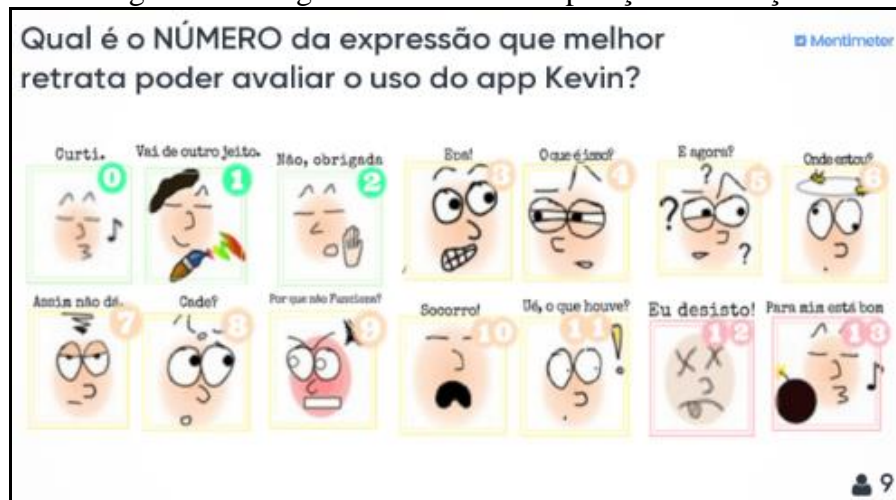 Qual é o NÚMERO da expressão que melhor
retrata poder avaliar o uso do app Kevin?
Mentimeter
Curti.
0
Vai de outro jeito.
1
Não, obrigada
2
Epa!
3
O que é isso?
4
E agora?
5
Onde estou?
6
Assim não dá.
7
Cadê?
8
Por que não Funciona?
9
Socorro!
10
Ué, o que houve?
11
Eu desisto!
12
Para mim está bom
13
9